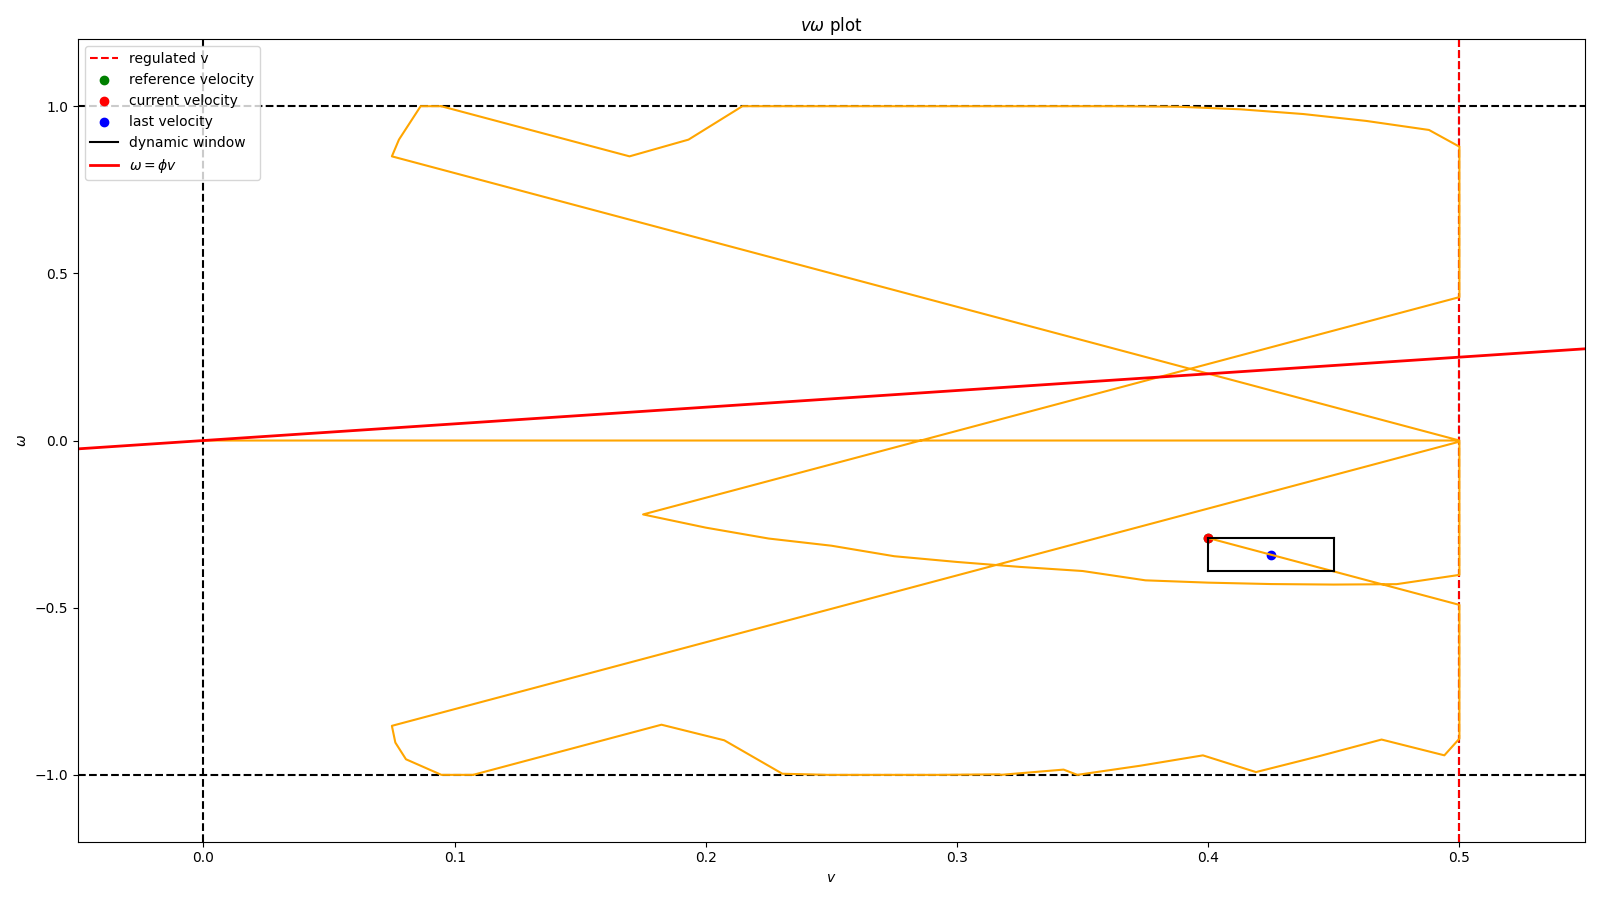 vω plot
regulated v
reference velocity
current velocity
last velocity
dynamic window
ω = ϕv
1.0
0.5
0.0
−0.5
−1.0
ω
0.0 0.1 0.2 0.3 0.4 0.5
v